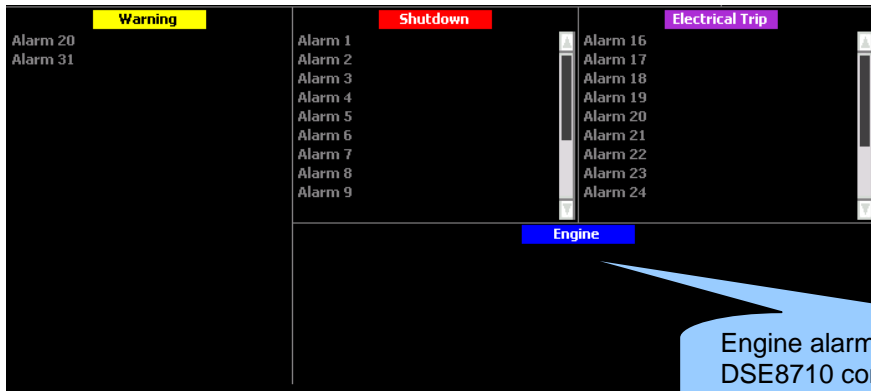 Warning
Alarm 20
Alarm 31
Shutdown
Alarm 1
Alarm 2
Alarm 3
Alarm 4
Alarm 5
Alarm 6
Alarm 7
Alarm 8
Alarm 9
Electrical Trip
Alarm 16
Alarm 17
Alarm 18
Alarm 19
Alarm 20
Alarm 21
Alarm 22
Alarm 23
Alarm 24
Engine
Engine alarm
DSE8710